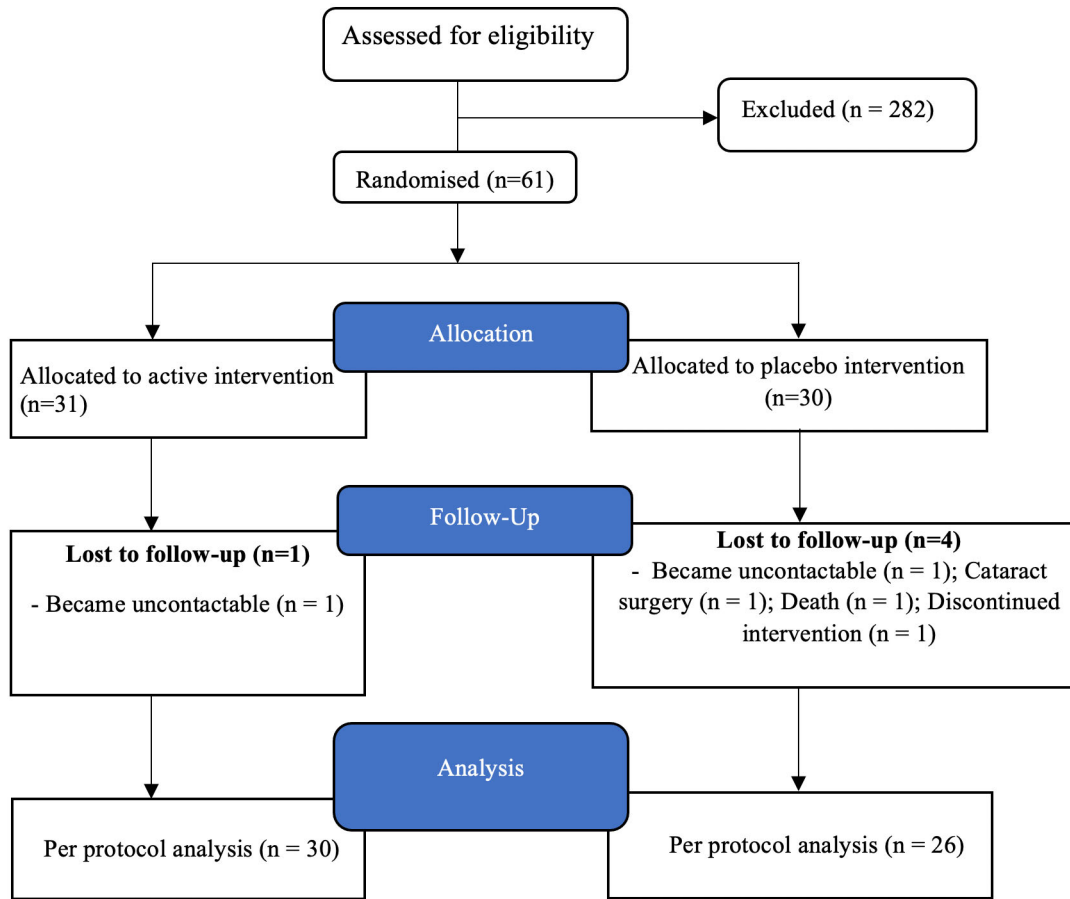 Assessed for eligibility
Excluded (n = 282)
Randomised (n=61)
Allocation
Allocated to active intervention
(n=31)
Allocated to placebo intervention
(n=30)
Follow-Up
Lost to follow-up (n=1)
- Became uncontactable (n = 1)
Lost to follow-up (n=4)
- Became uncontactable (n = 1); Cataract
surgery (n = 1); Death (n = 1); Discontinued
intervention (n = 1)
Analysis
Per protocol analysis (n = 30)
Per protocol analysis (n = 26)